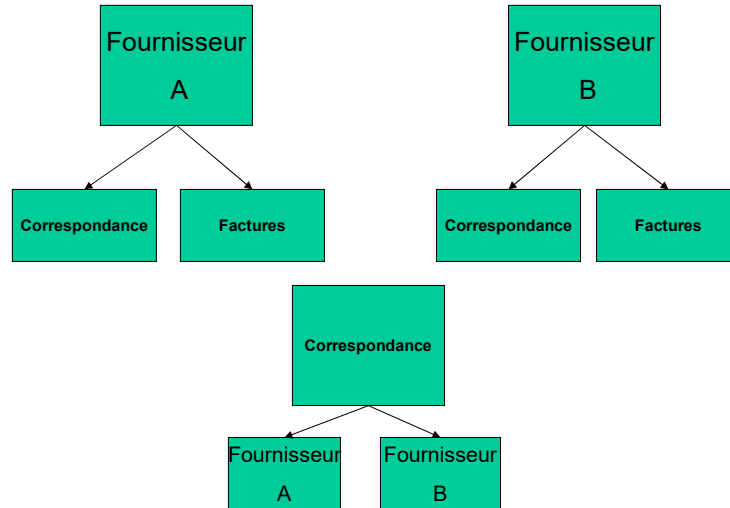 Fournisseur
A
Fournisseur
B
Correspondance
Factures
Correspondance
Factures
Correspondance
Fournisseur
A
Fournisseur
B